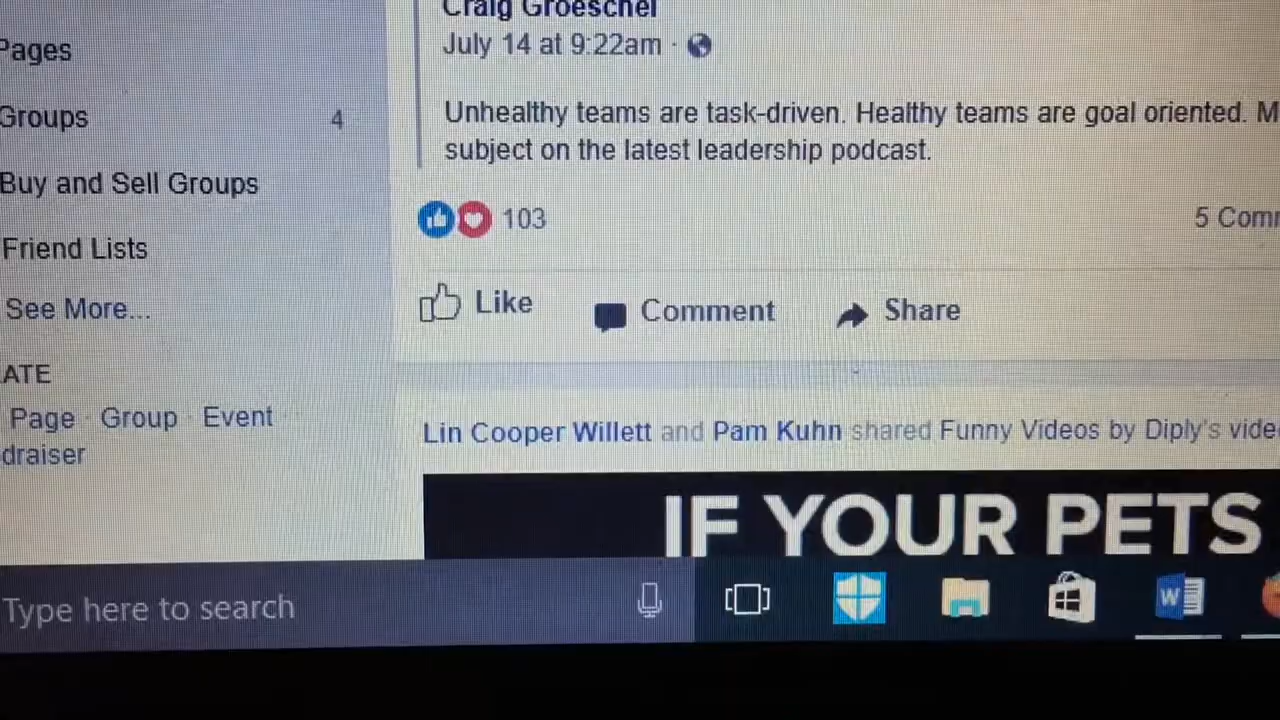 Craig Groeschel
July 14 at 9:22am ·
Unhealthy teams are task-driven. Healthy teams are goal oriented. M
subject on the latest leadership podcast.
103
5 Comm
Like
Comment
Share
Pages
Groups 4
Buy and Sell Groups
Friend Lists
See More...
ATE
Page · Group · Event
draiser
Lin Cooper Willett and Pam Kuhn shared Funny Videos by Diply's vide
IF YOUR PETS
Type here to search
W